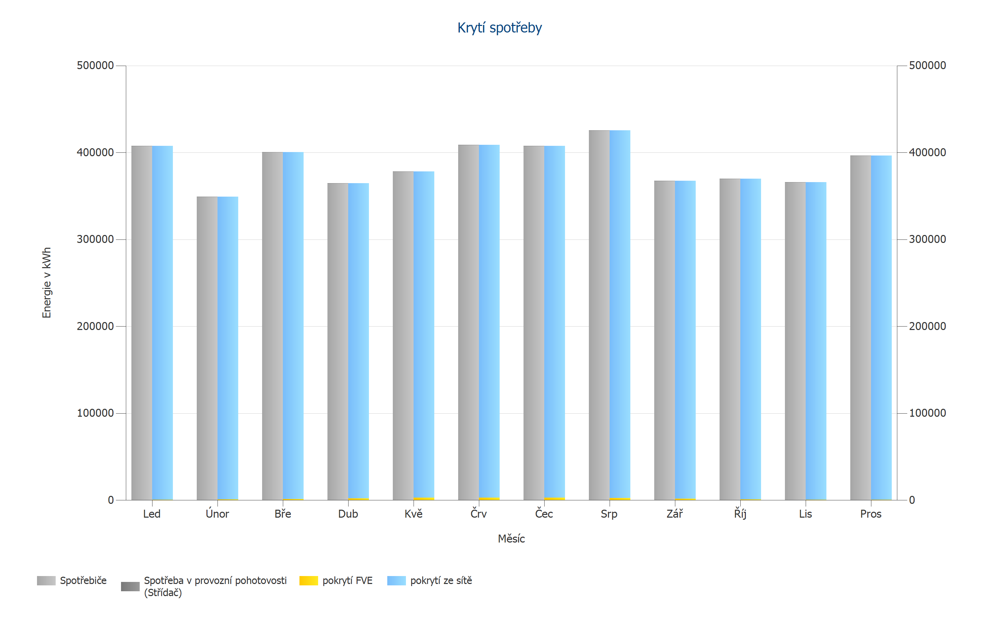 Krytí spotřeby
500000
500000
400000
400000
300000
300000
200000
200000
100000
100000
0
0
Energie v kWh
Led
Únor
Bře
Dub
Kvě
Črv
Čec
Srp
Zář
Říj
Lis
Pros
Měsíc
Spotřebiče
Spotřeba v provozní pohotovosti
(Střídač)
pokrytí FVE
pokrytí ze sítě